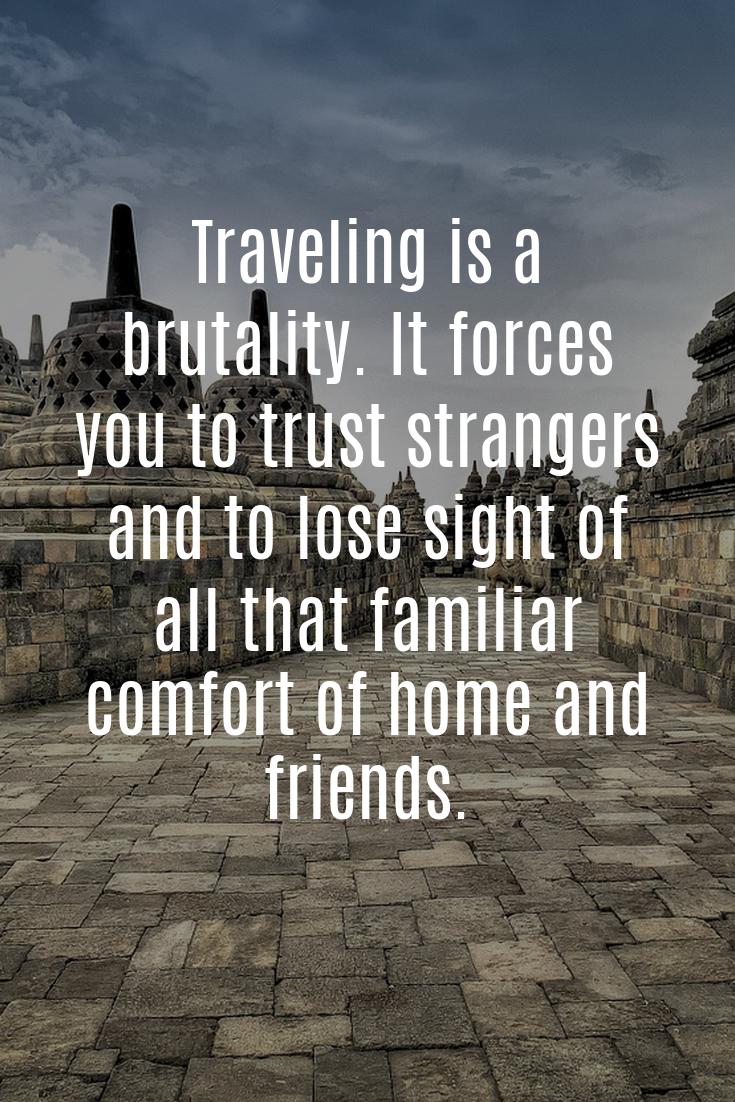 Traveling is a
brutality. It forces
you to trust strangers
and to lose sight of
all that familiar
comfort of home and
friends.